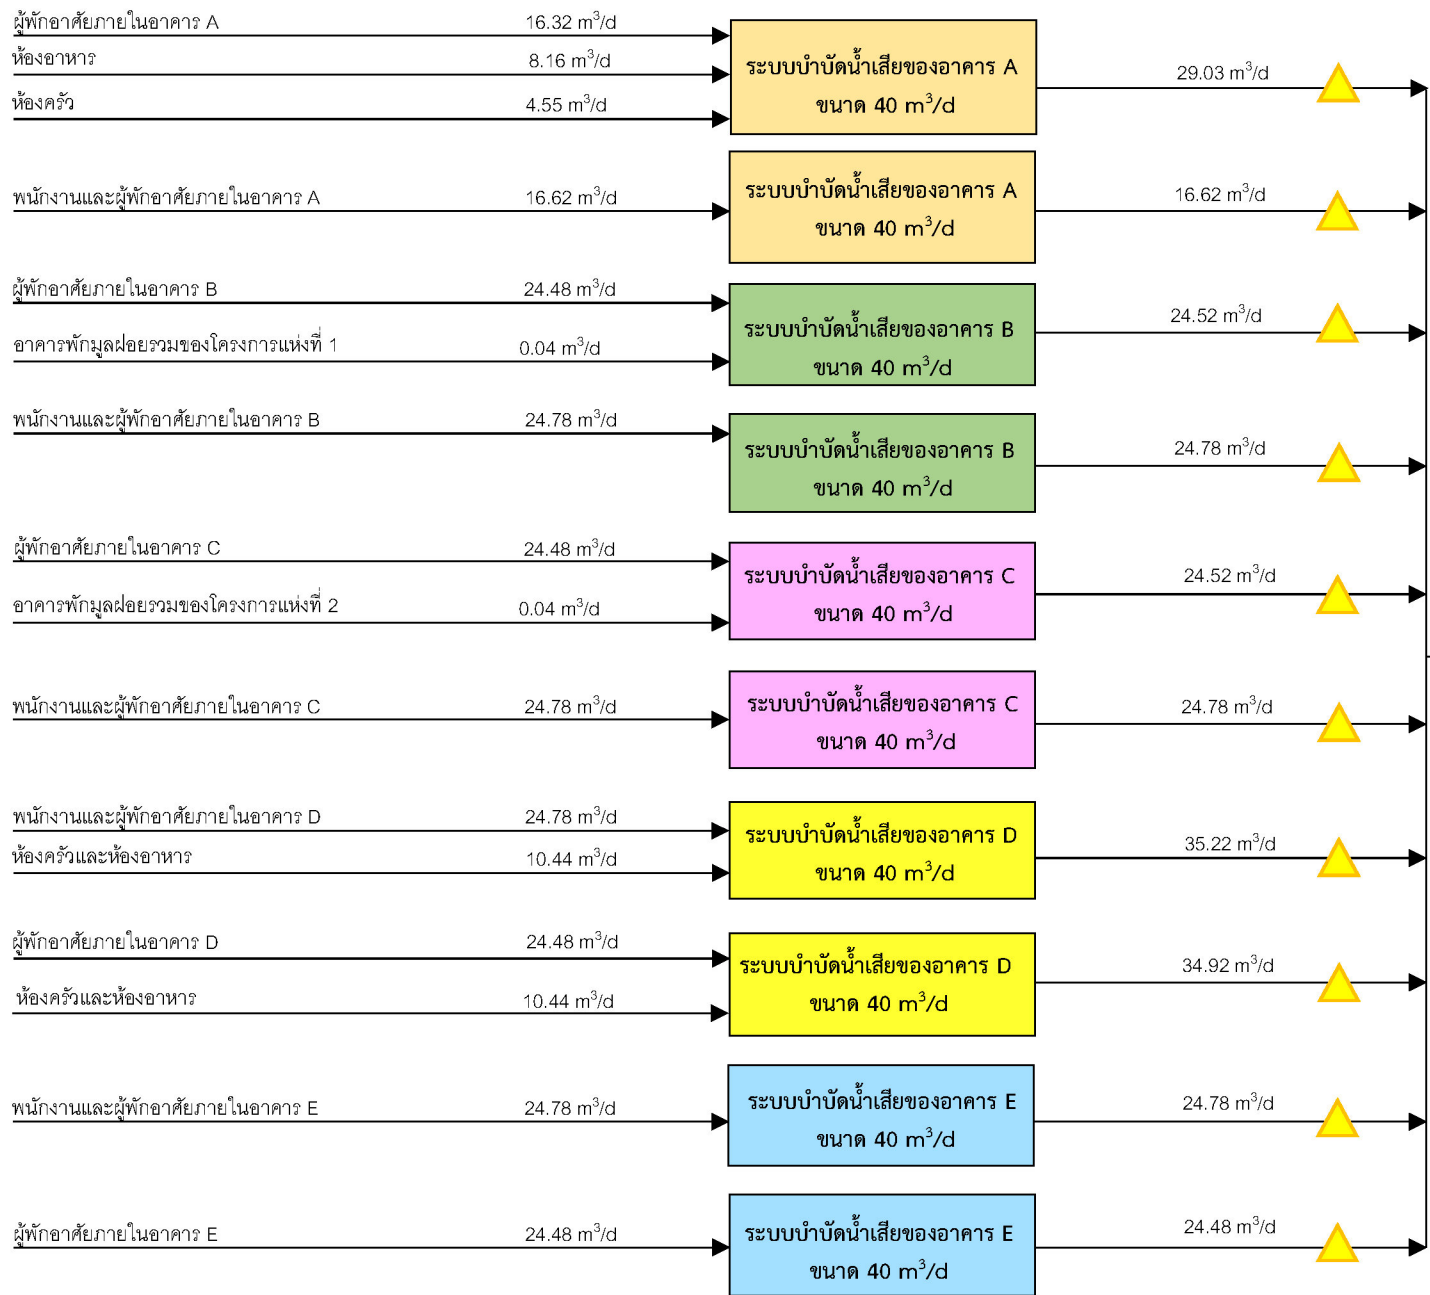 ผู้พักอาศัยภายในอาคาร A 16.32 m³/d
ห้องอาหาร 8.16 m³/d
ห้องครัว 4.55 m³/d
ระบบบำบัดน้ำเสียของอาคาร A
ขนาด 40 m³/d
29.03 m³/d
พนักงานและผู้พักอาศัยภายในอาคาร A 16.62 m³/d
ระบบบำบัดน้ำเสียของอาคาร A
ขนาด 40 m³/d
16.62 m³/d
ผู้พักอาศัยภายในอาคาร B 24.48 m³/d
อาคารพักมูลฝอยรวมของโครงการแห่งที่ 1 0.04 m³/d
ระบบบำบัดน้ำเสียของอาคาร B
ขนาด 40 m³/d
24.52 m³/d
พนักงานและผู้พักอาศัยภายในอาคาร B 24.78 m³/d
ระบบบำบัดน้ำเสียของอาคาร B
ขนาด 40 m³/d
24.78 m³/d
ผู้พักอาศัยภายในอาคาร C 24.48 m³/d
อาคารพักมูลฝอยรวมของโครงการแห่งที่ 2 0.04 m³/d
ระบบบำบัดน้ำเสียของอาคาร C
ขนาด 40 m³/d
24.52 m³/d
พนักงานและผู้พักอาศัยภายในอาคาร C 24.78 m³/d
ระบบบำบัดน้ำเสียของอาคาร C
ขนาด 40 m³/d
24.78 m³/d
พนักงานและผู้พักอาศัยภายในอาคาร D 24.78 m³/d
ห้องครัวและห้องอาหาร 10.44 m³/d
ระบบบำบัดน้ำเสียของอาคาร D
ขนาด 40 m³/d
35.22 m³/d
ผู้พักอาศัยภายในอาคาร D 24.48 m³/d
ห้องครัวและห้องอาหาร 10.44 m³/d
ระบบบำบัดน้ำเสียของอาคาร D
ขนาด 40 m³/d
34.92 m³/d
พนักงานและผู้พักอาศัยภายในอาคาร E 24.78 m³/d
ระบบบำบัดน้ำเสียของอาคาร E
ขนาด 40 m³/d
24.78 m³/d
ผู้พักอาศัยภายในอาคาร E 24.48 m³/d
ระบบบำบัดน้ำเสียของอาคาร E
ขนาด 40 m³/d
24.48 m³/d